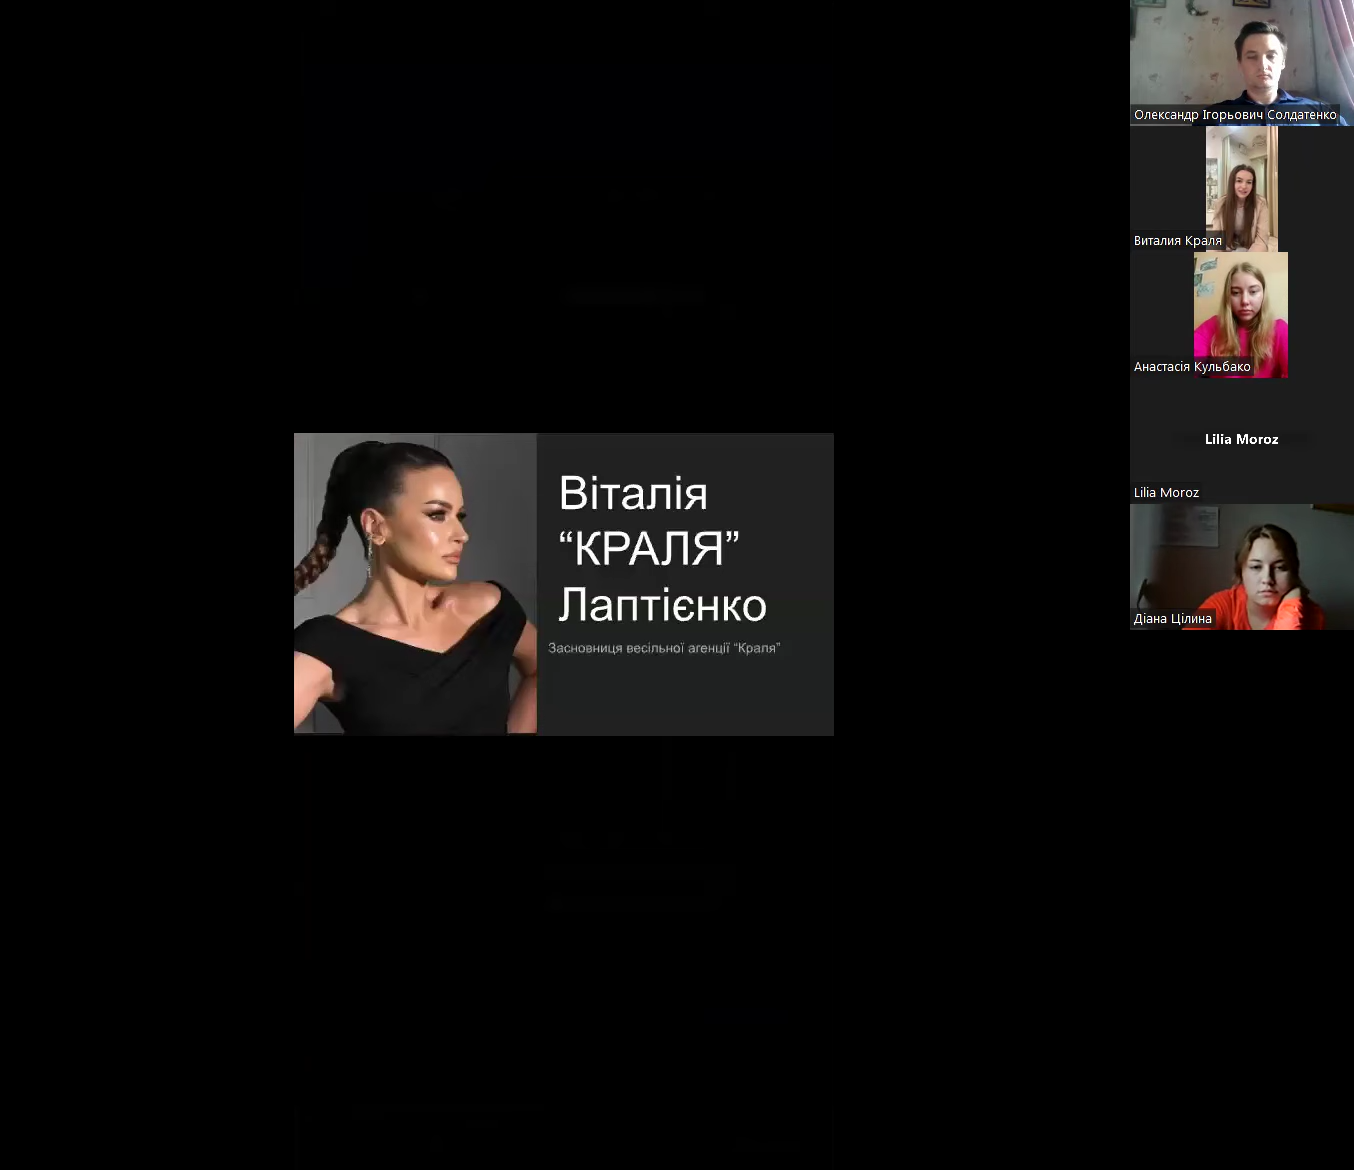 Віталія
“КРАЛЯ”
Лаптієнко
Засновниця весільної агенції “Краля”
Олександр Ігорьович Солдатенко
Виталия Краля
Анастасія Кульбако
Lilia Moroz
Lilia Moroz
Діана Цілина